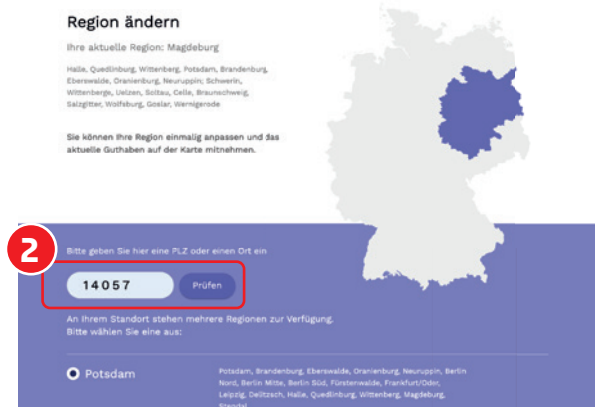 Region ändern
Ihre aktuelle Region: Magdeburg
Halle, Quedlinburg, Wittenberg, Potsdam, Brandenburg,
Eberswalde, Oranienburg, Neuruppin; Schwerin,
Wittenberge, Uelzen, Soltau, Celle, Braunschweig,
Salzgitter, Wolfsburg, Goslar, Wernigerode
Sie können Ihre Region einmalig anpassen und das
aktuelle Guthaben auf der Karte mitnehmen.
2
Bitte geben Sie hier eine PLZ oder einen Ort ein
14057
Prüfen
An Ihrem Standort stehen mehrere Regionen zur Verfügung.
Bitte wählen Sie eine aus:
Potsdam
Potsdam, Brandenburg, Eberswalde, Oranienburg, Neuruppin, Berlin
Nord, Berlin Mitte, Berlin Süd, Fürstenwalde, Frankfurt/Oder,
Leipzig, Delitzsch, Halle, Quedlinburg, Wittenberg, Magdeburg,
Stendal